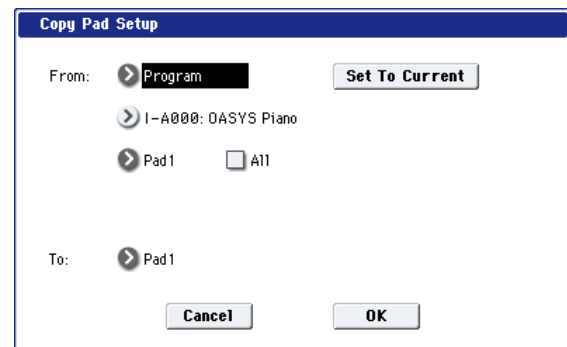 Copy Pad Setup
From: Program Set To Current
I-A000: OASYS Piano
Pad1 All
To: Pad1
Cancel OK